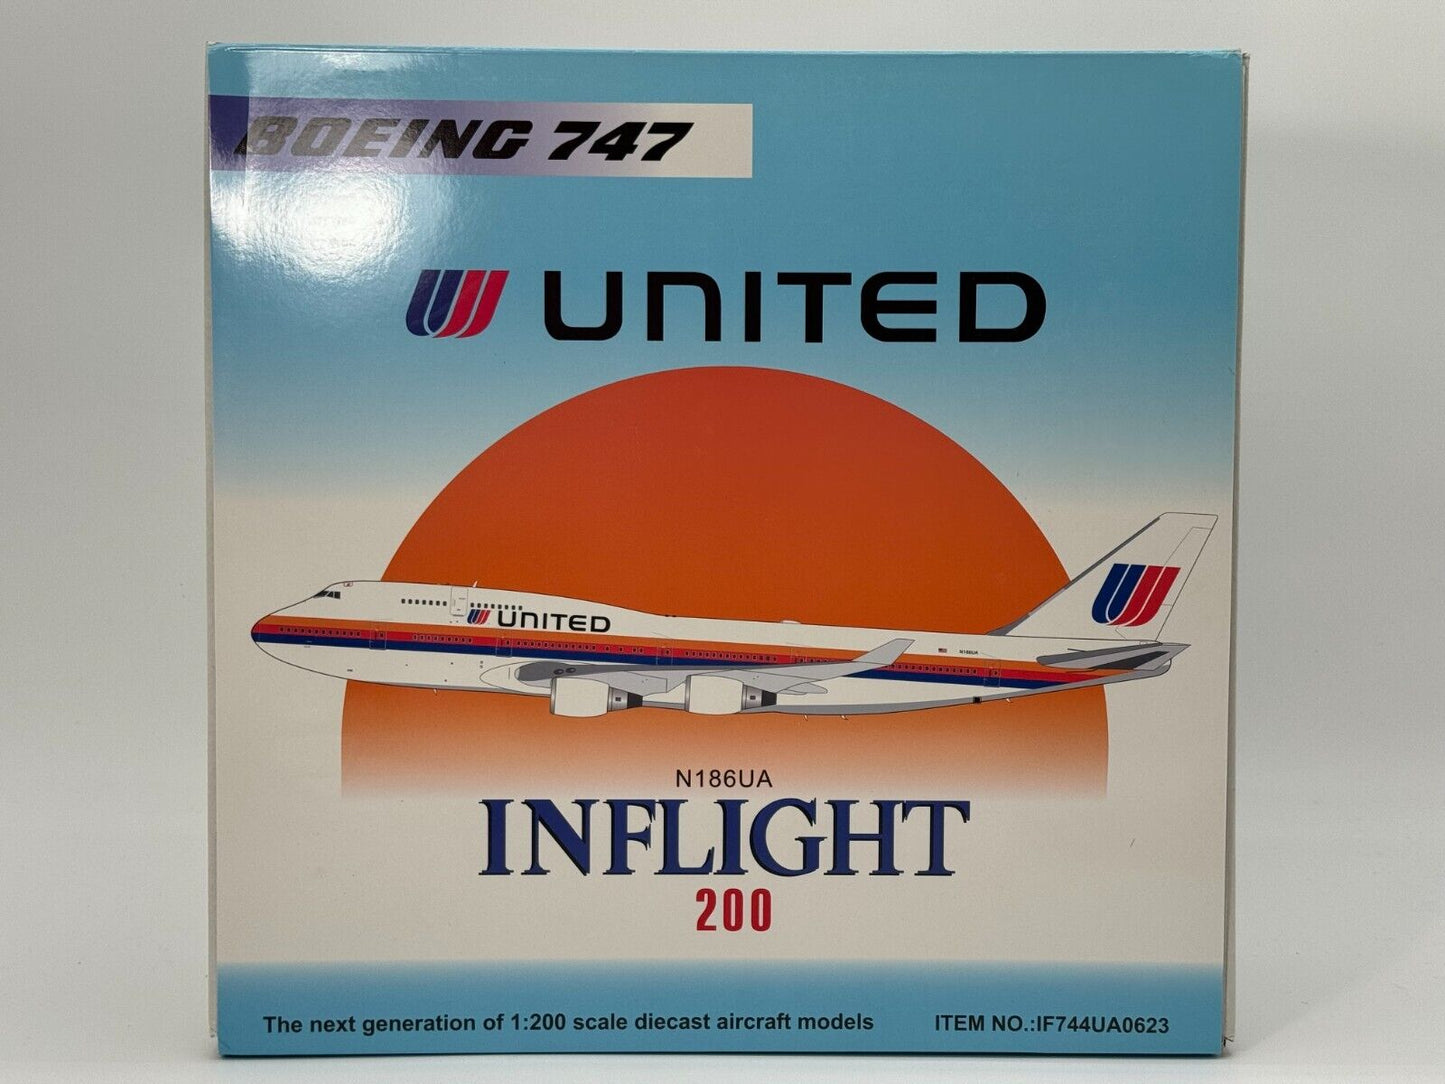 BOEING 747
UNITED
UNITED
N186UA
N186UA
INFLIGHT
200
The next generation of 1:200 scale diecast aircraft models
ITEM NO.:IF744UA0623